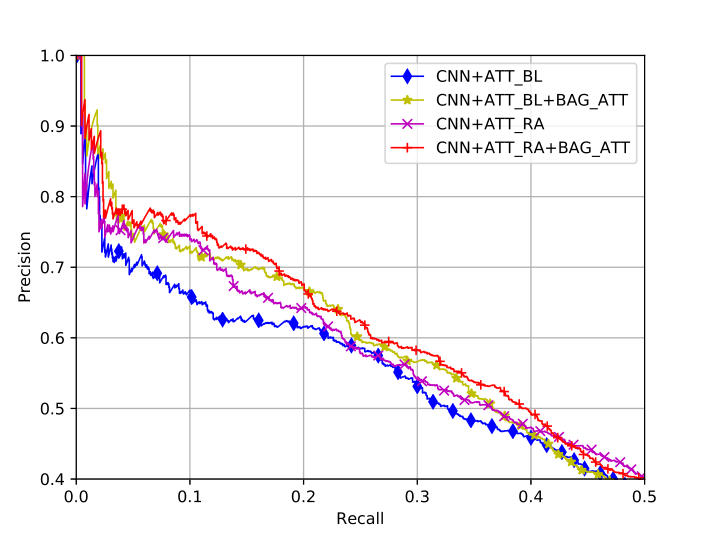 1.0
0.9
0.8
0.7
0.6
0.5
0.4
Precision
0.0
0.1
0.2
0.3
0.4
0.5
Recall
CNN+ATT_BL
CNN+ATT_BL+BAG_ATT
CNN+ATT_RA
CNN+ATT_RA+BAG_ATT